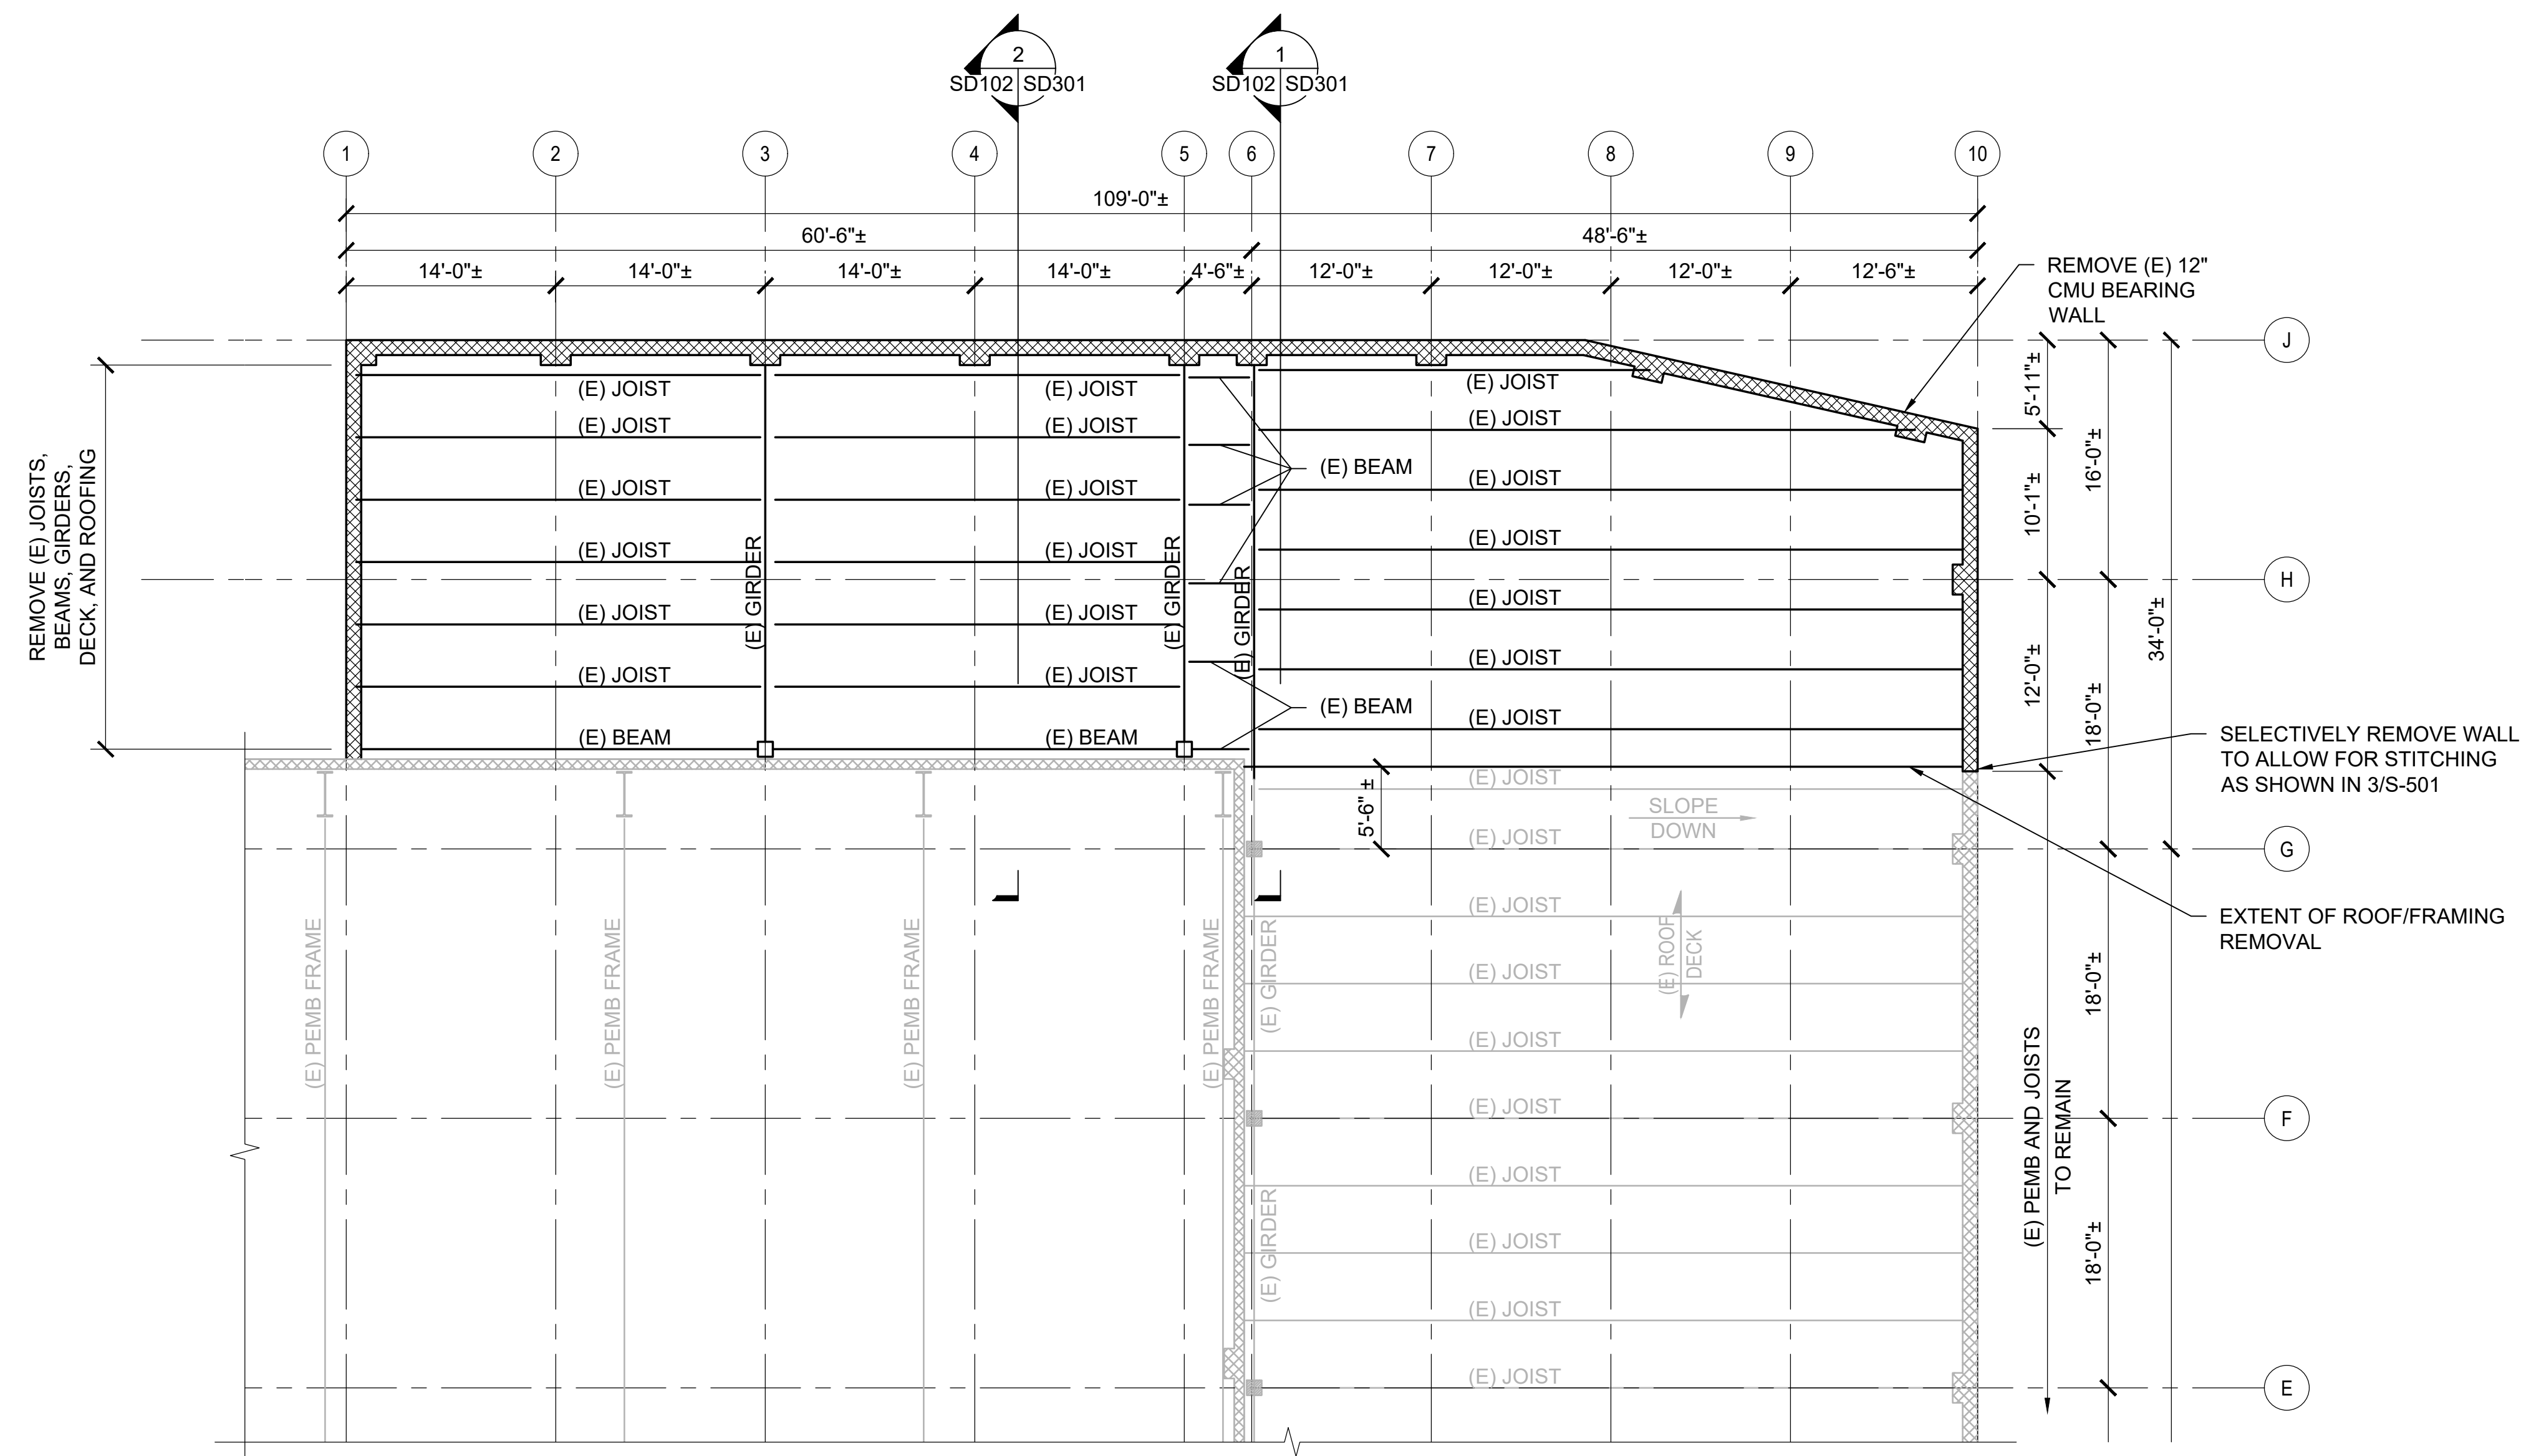 2
SD102 SD301
1
SD102 SD301
1 2 3 4 5 6 7 8 9 10
109'-0"±
60'-6"± 48'-6"±
14'-0"± 14'-0"± 14'-0"± 14'-0"± 4'-6"± 12'-0"± 12'-0"± 12'-0"± 12'-6"±
REMOVE (E) 12"
CMU BEARING
WALL
J
H
G
F
E
5'-11"±
10'-1"±
12'-0"±
16'-0"±
18'-0"±
18'-0"±
18'-0"±
34'-0"±
REMOVE (E) JOISTS,
BEAMS, GIRDERS,
DECK, AND ROOFING
(E) JOIST
(E) JOIST
(E) JOIST
(E) JOIST
(E) JOIST
(E) JOIST
(E) BEAM
(E) GIRDER
(E) JOIST
(E) JOIST
(E) JOIST
(E) JOIST
(E) JOIST
(E) JOIST
(E) BEAM
(E) GIRDER
(E) GIRDER
(E) BEAM
(E) BEAM
(E) JOIST
(E) JOIST
(E) JOIST
(E) JOIST
(E) JOIST
(E) JOIST
(E) JOIST
SELECTIVELY REMOVE WALL
TO ALLOW FOR STITCHING
AS SHOWN IN 3/S-501
EXTENT OF ROOF/FRAMING
REMOVAL
5'-6" ±
(E) JOIST
(E) JOIST
(E) JOIST
(E) JOIST
(E) JOIST
(E) JOIST
(E) JOIST
(E) JOIST
(E) JOIST
(E) JOIST
SLOPE
DOWN
(E) ROOF
DECK
(E) PEMB FRAME
(E) PEMB FRAME
(E) PEMB FRAME
(E) PEMB FRAME
(E) GIRDER
(E) GIRDER
(E) PEMB AND JOISTS
TO REMAIN